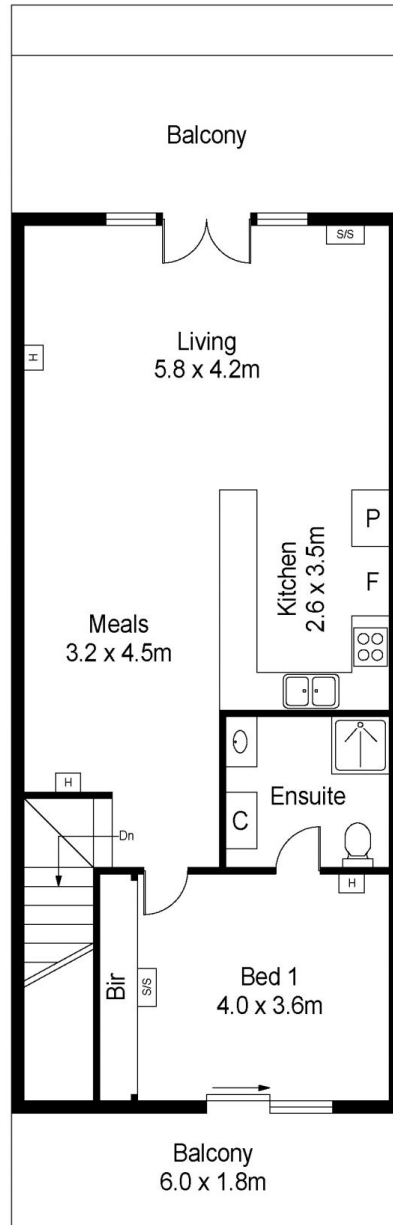 Balcony
S/S
Living
5.8 x 4.2m
H
P
F
Kitchen
2.6 x 3.5m
Meals
3.2 x 4.5m
H
Ensuite
C
Dn
H
Bir
S/S
Bed 1
4.0 x 3.6m
Balcony
6.0 x 1.8m